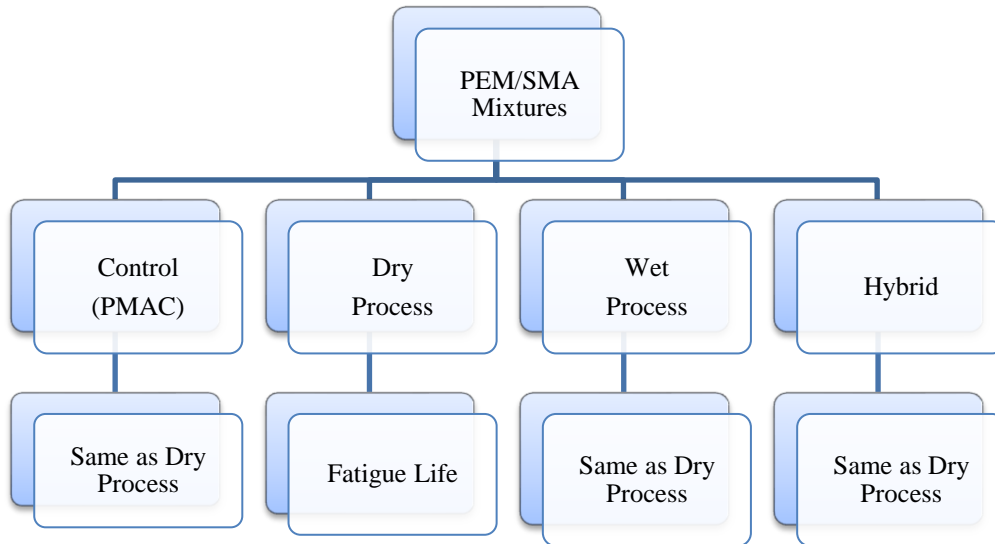 PEM/SMA
Mixtures
Control
(PMAC)
Dry
Process
Wet
Process
Hybrid
Same as Dry
Process
Fatigue Life
Same as Dry
Process
Same as Dry
Process